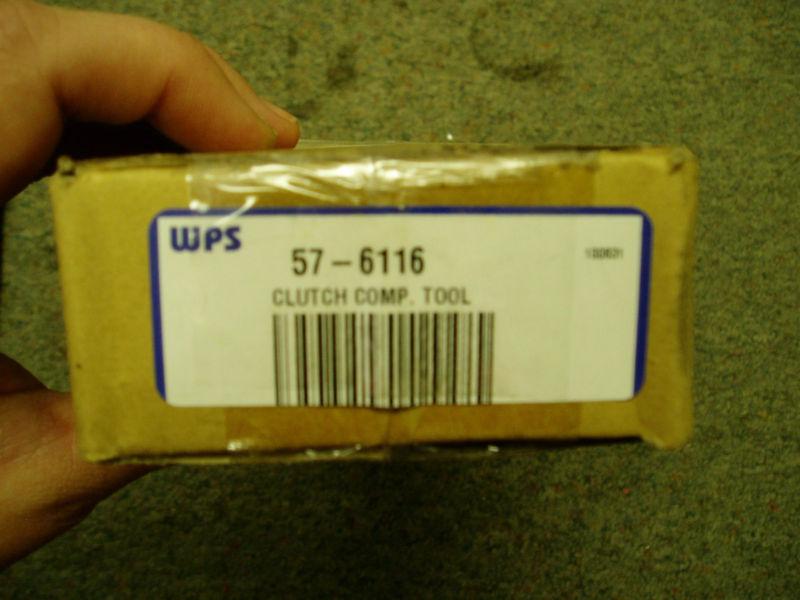 WPS
57-6116
CLUTCH COMP. TOOL